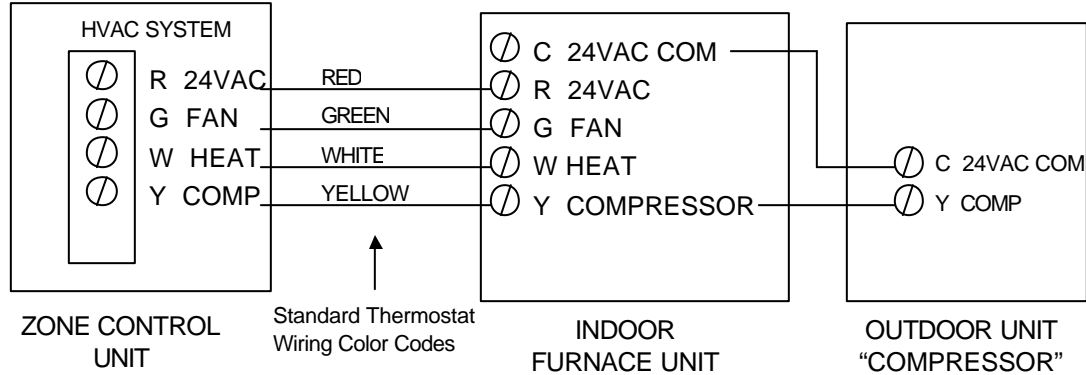 HVAC SYSTEM
R 24VAC
G FAN
W HEAT
Y COMP
RED
GREEN
WHITE
YELLOW
Standard Thermostat
Wiring Color Codes
C 24VAC COM
R 24VAC
G FAN
W HEAT
Y COMPRESSOR
C 24VAC COM
Y COMP
ZONE CONTROL
UNIT
INDOOR
FURNACE UNIT
OUTDOOR UNIT
“COMPRESSOR”